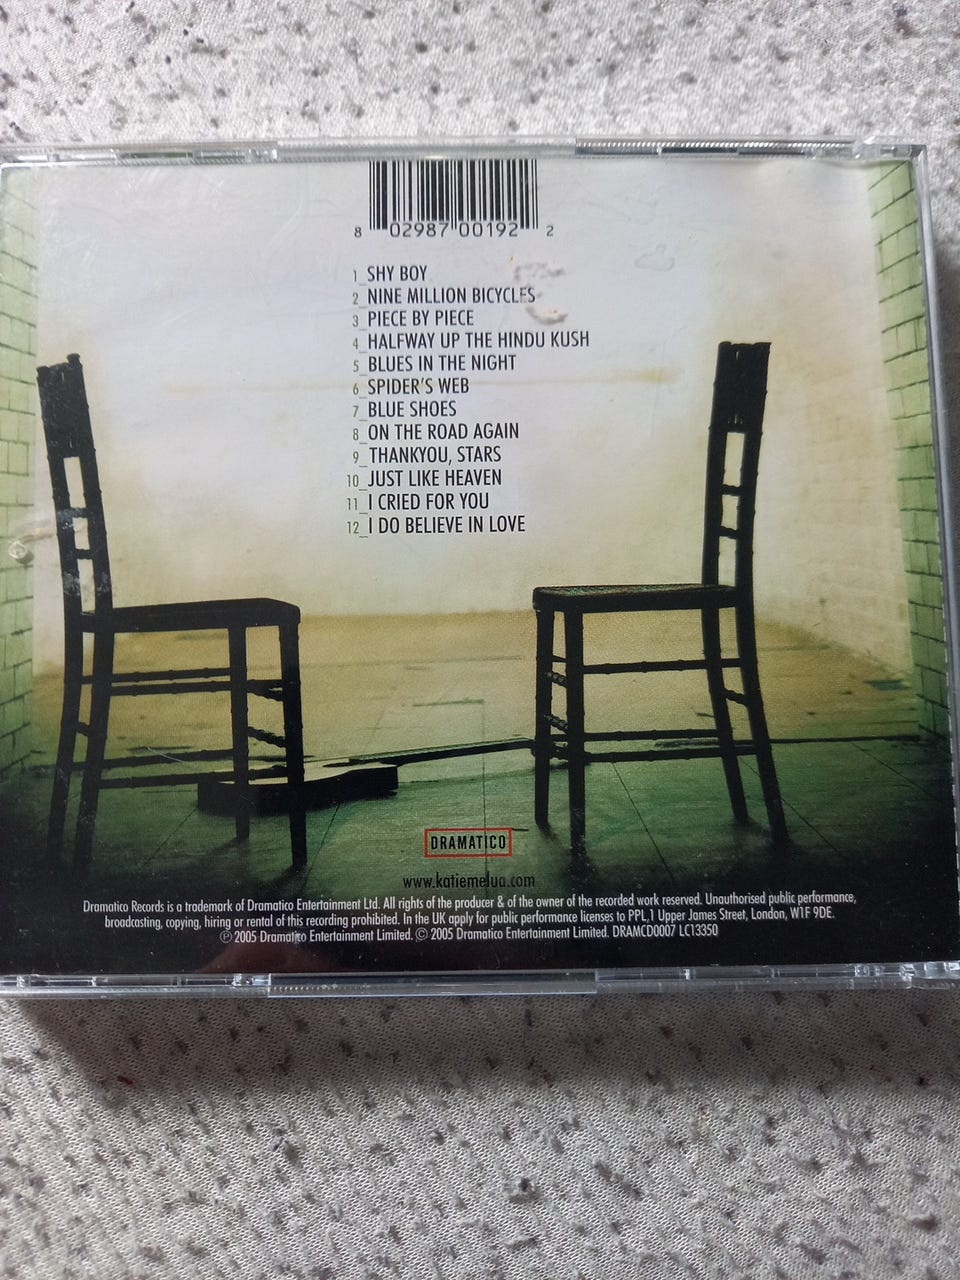 8 02987 00192 2
1_SHY BOY
2_NINE MILLION BICYCLES
3_PIECE BY PIECE
4_HALFWAY UP THE HINDU KUSH
5_BLUES IN THE NIGHT
6_SPIDER'S WEB
7_BLUE SHOES
8_ON THE ROAD AGAIN
9_THANKYOU, STARS
10_JUST LIKE HEAVEN
11_I CRIED FOR YOU
12_I DO BELIEVE IN LOVE
DRAMATICO
www.katiemelua.com
Dramatico Records is a trademark of Dramatico Entertainment Ltd. All rights of the producer & of the owner of the recorded work reserved. Unauthorised public performance,
broadcasting, copying, hiring or rental of this recording prohibited. In the UK apply for public performance licenses to PPL,1 Upper James Street, London, W1F 9DE.
℗ 2005 Dramatico Entertainment Limited. © 2005 Dramatico Entertainment Limited. DRAMCD0007 LC13350